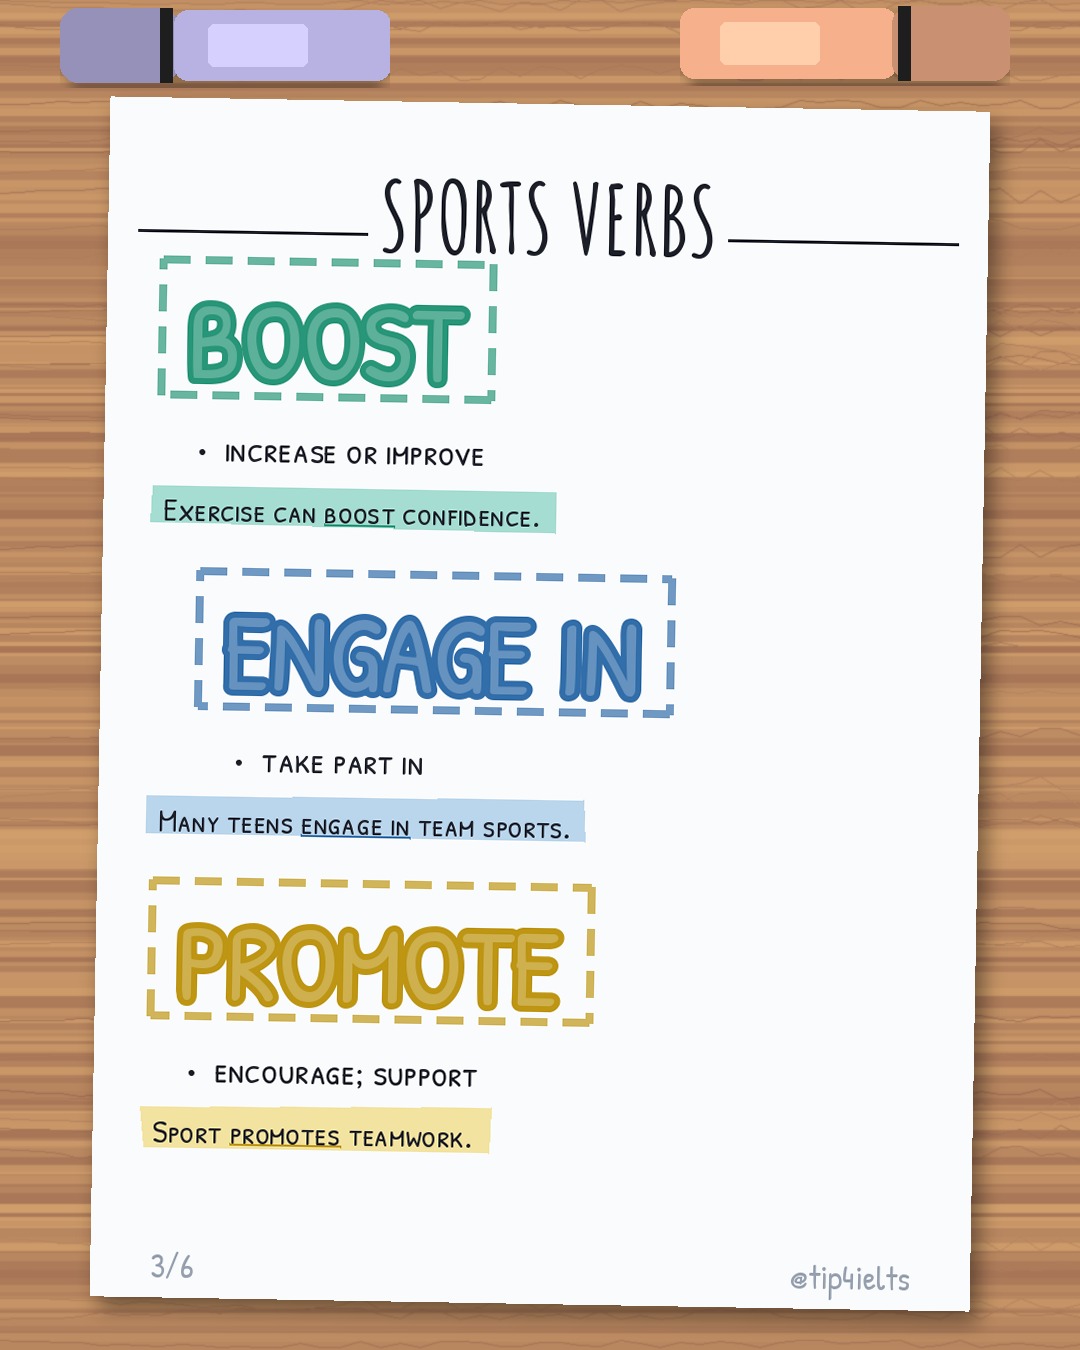 SPORTS VERBS
BOOST
• INCREASE OR IMPROVE
EXERCISE CAN BOOST CONFIDENCE.
ENGAGE IN
• TAKE PART IN
MANY TEENS ENGAGE IN TEAM SPORTS.
PROMOTE
• ENCOURAGE; SUPPORT
SPORT PROMOTES TEAMWORK.
3/6
@tip4ielts